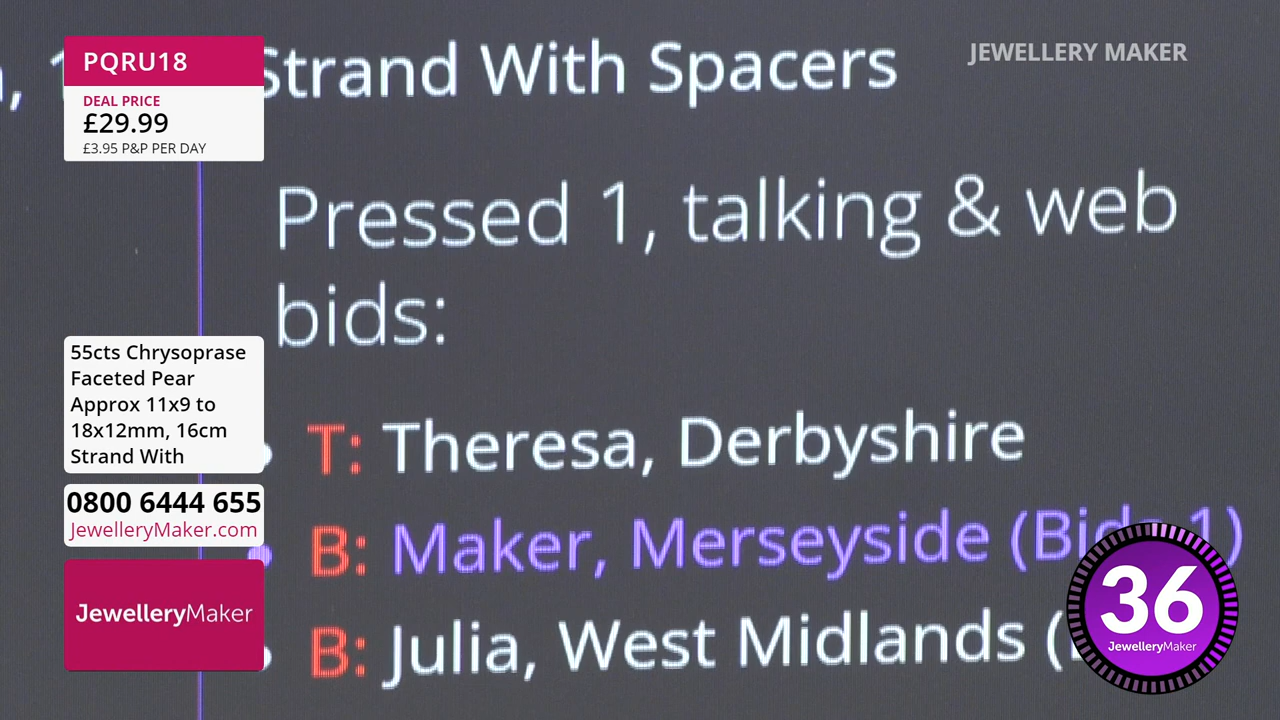 PQRU18
DEAL PRICE
£29.99
£3.95 P&P PER DAY
Strand With Spacers
JEWELLERY MAKER
Pressed 1, talking & web
bids:
55cts Chrysoprase
Faceted Pear
Approx 11x9 to
18x12mm, 16cm
Strand With
T: Theresa, Derbyshire
0800 6444 655
JewelleryMaker.com
B: Maker, Merseyside (Bids 1)
B: Julia, West Midlands (
JewelleryMaker
36
JewelleryMaker